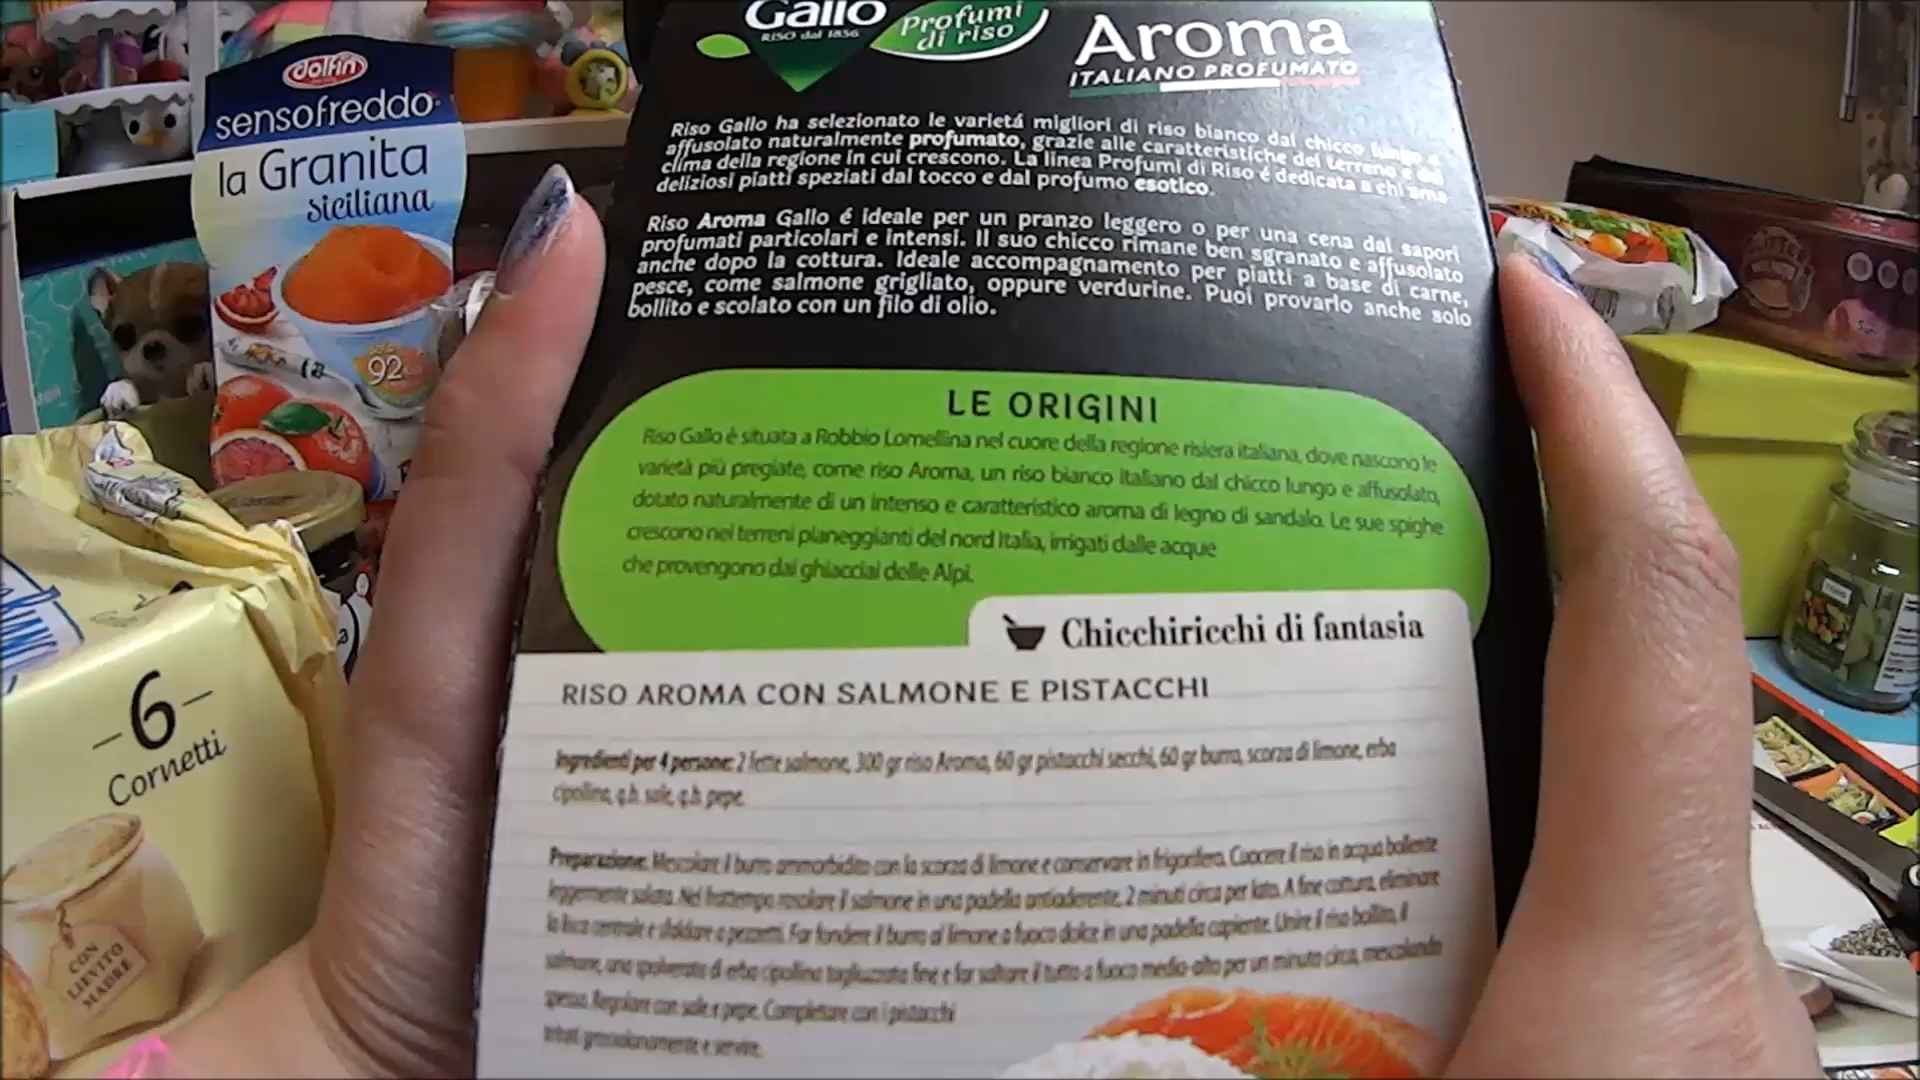 Gallo
RISO dal 1856
Profumi
di riso
Aroma
ITALIANO PROFUMATO
Riso Gallo ha selezionato le varietá migliori di riso bianco dal chicco lungo e
affusolato naturalmente profumato, grazie alle caratteristiche del terreno e del
clima della regione in cui crescono. La linea Profumi di Riso é dedicata a chi ama
deliziosi piatti speziati dal tocco e dal profumo esotico.
Riso Aroma Gallo é ideale per un pranzo leggero o per una cena dai sapori
profumati particolari e intensi. Il suo chicco rimane ben sgranato e affusolato
anche dopo la cottura. Ideale accompagnamento per piatti a base di carne,
pesce, come salmone grigliato, oppure verdurine. Puoi provarlo anche solo
bollito e scolato con un filo di olio.
LE ORIGINI
Riso Gallo è situata a Robbio Lomellina nel cuore della regione risiera italiana, dove nascono le
varietà più pregiate, come riso Aroma, un riso bianco italiano dal chicco lungo e affusolato,
dotato naturalmente di un intenso e caratteristico aroma di legno di sandalo. Le sue spighe
crescono nei terreni pianeggianti del nord Italia, irrigati dalle acque
che provengono dai ghiacciai delle Alpi.
Chicchiricchi di fantasia
RISO AROMA CON SALMONE E PISTACCHI
Ingredienti per 4 persone: 2 fette salmone, 300 gr riso Aroma, 60 gr pistacchi secchi, 60 gr burro, scorza di limone, erba
cipollina, q.b. sale, q.b. pepe.
Preparazione: Mescolare il burro ammorbidito con la scorza di limone e conservare in frigorifero. Cuocere il riso in acqua bollente
leggermente salata. Nel frattempo rosolare il salmone in una padella antiaderente, 2 minuti circa per lato. A fine cottura, eliminare
la lisca centrale e sfaldare a pezzetti. Far fondere il burro al limone a fuoco dolce in una padella capiente. Unire il riso bollito, il
salmone, una spolverata di erba cipollina tagliuzzata fine e far saltare il tutto a fuoco medio-alto per un minuto circa, mescolando
spesso. Regolare con sale e pepe. Completare con i pistacchi
tritati grossolanamente e servire.
dolfin
sensofreddo
la Granita
siciliana
92
6
Cornetti
CON
LIEVITO
MADRE